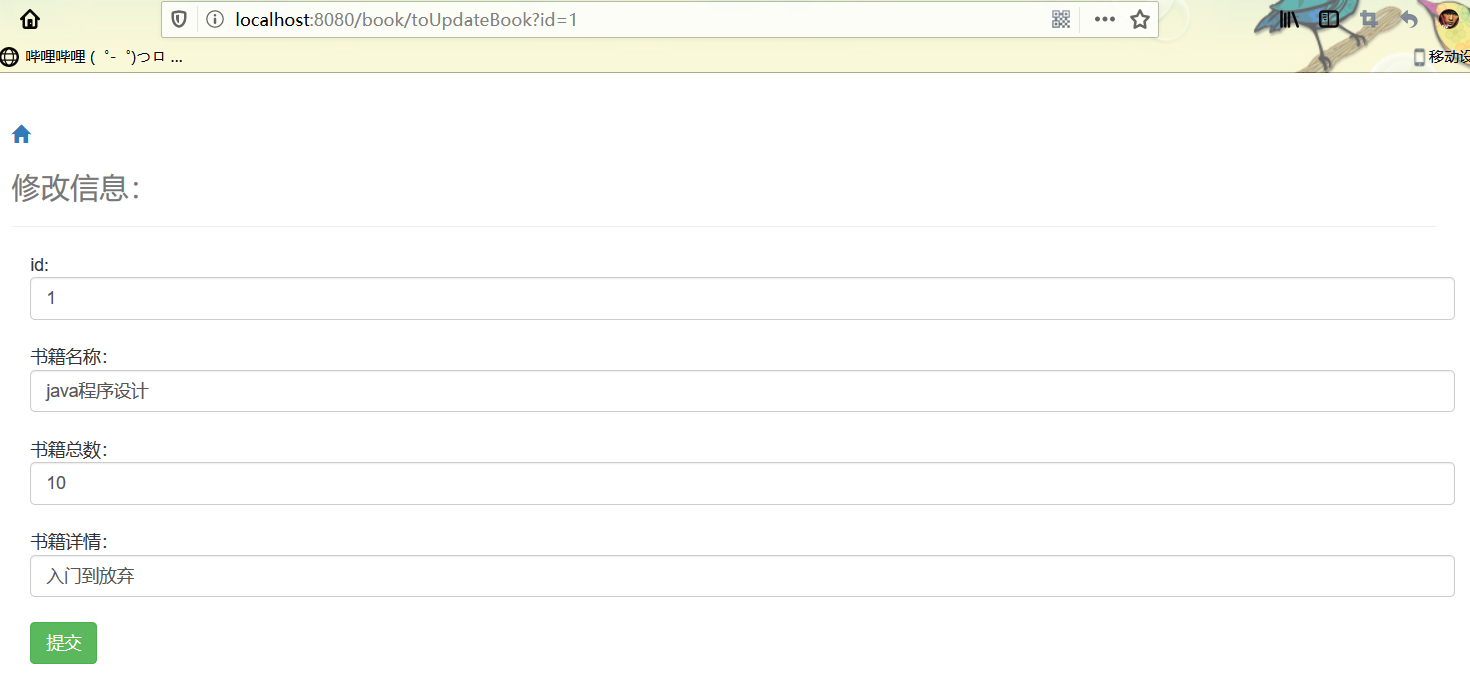 localhost:8080/book/toUpdateBook?id=1
哔哩哔哩 (゜-゜)つロ ...
移动设
修改信息：
id:
1
书籍名称：
java程序设计
书籍总数：
10
书籍详情：
入门到放弃
提交